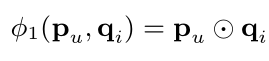 ϕ₁(𝐩ᵤ, 𝐪ᵢ) = 𝐩ᵤ ⊙ 𝐪ᵢ